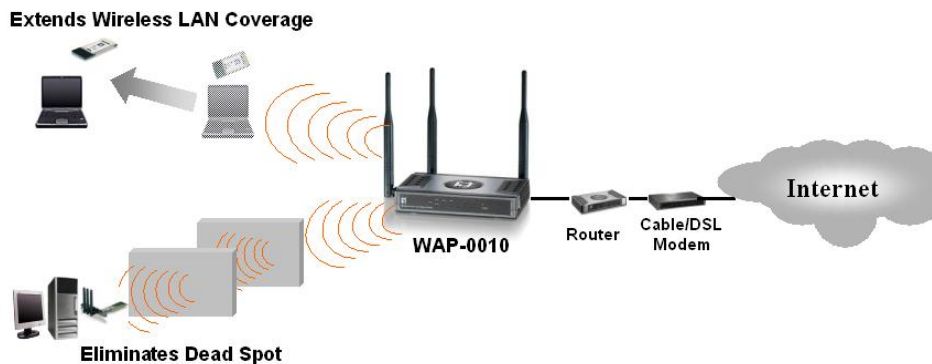 Extends Wireless LAN Coverage
WAP-0010
Router
Cable/DSL
Modem
Internet
Eliminates Dead Spot